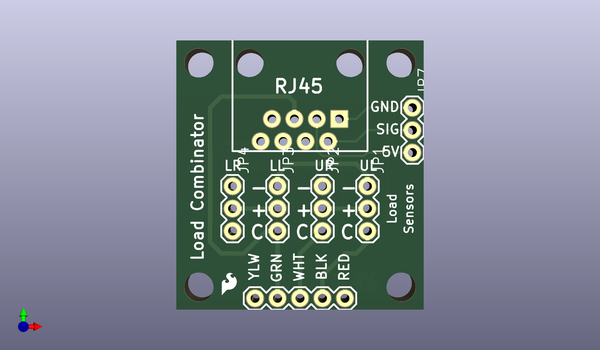 RJ45
JP7
GND
SIG
5V
Load Combinator
LR JP4 LL JP3 UR JP2 UL JP1
− − − −
+ + +
C C C
Load
Sensors
YLW GRN WHT BLK RED